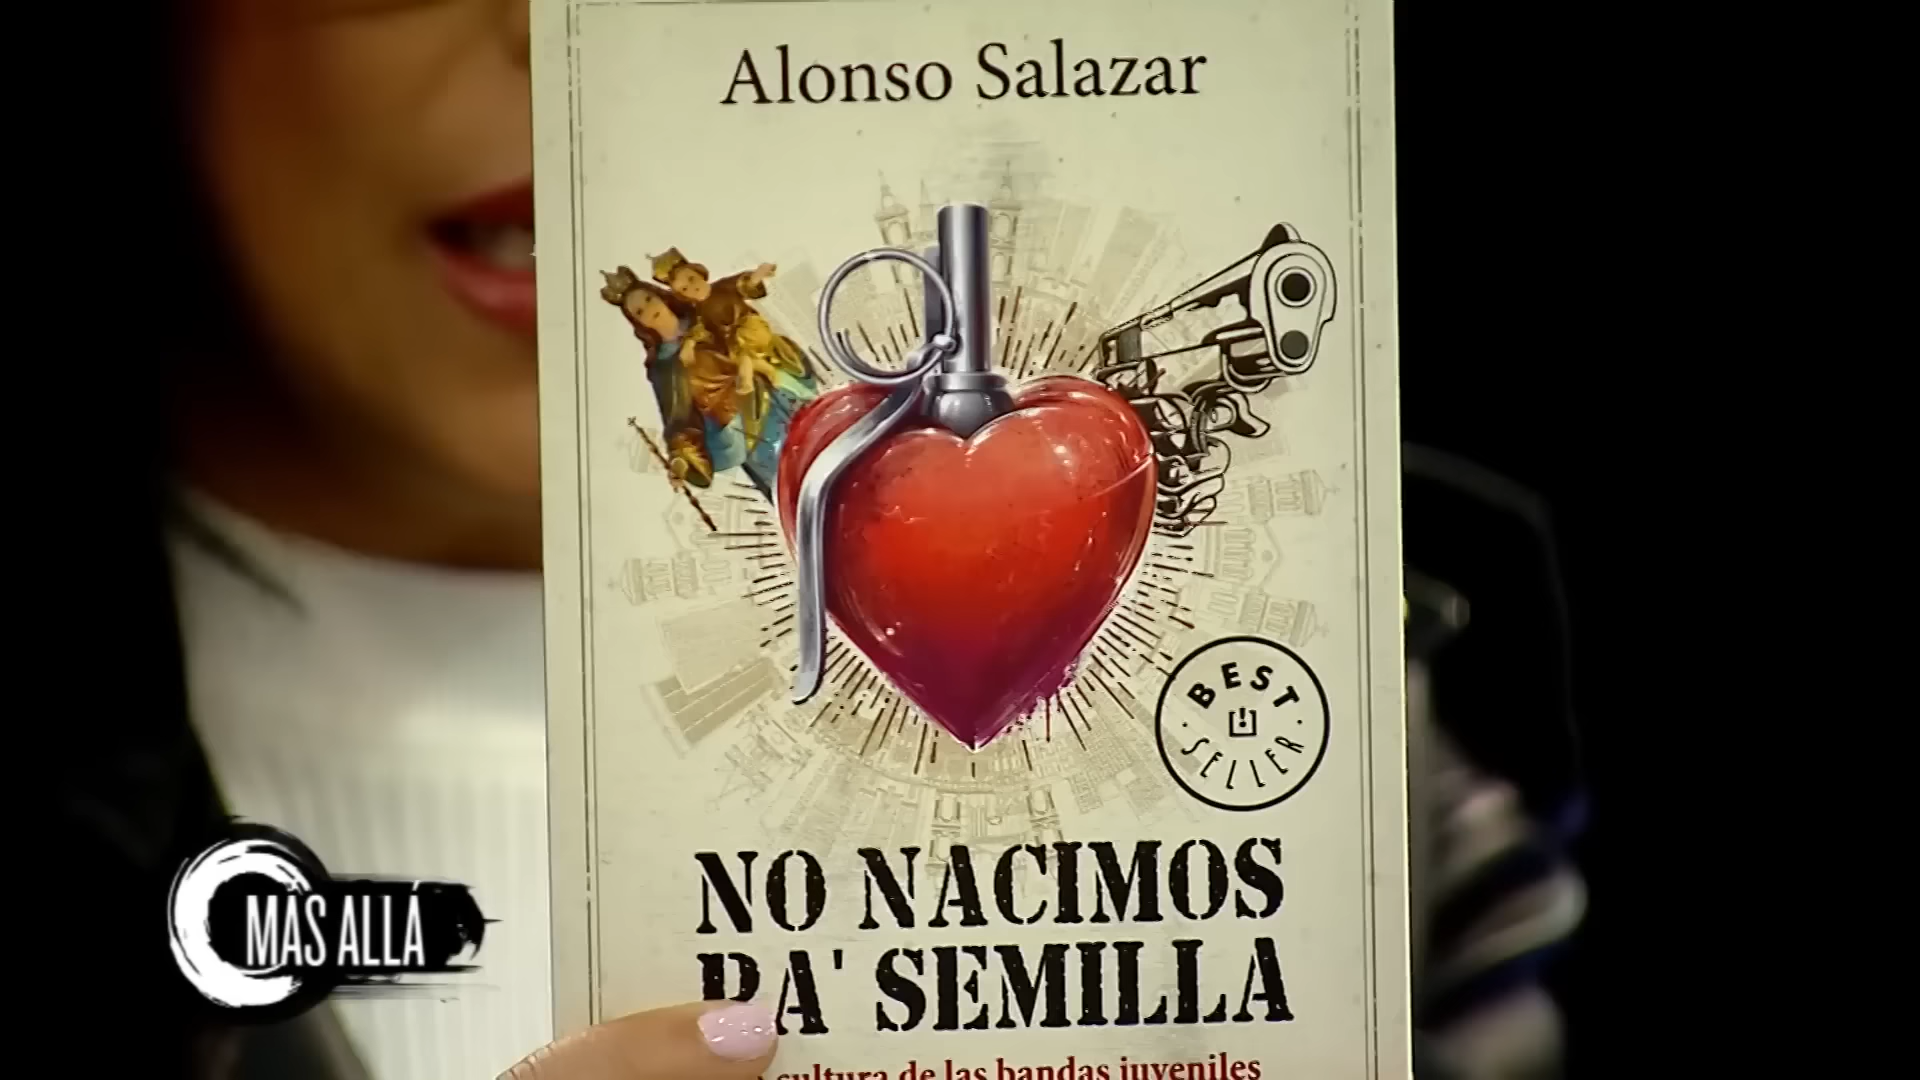 Alonso Salazar
BEST
SELLER
NO NACIMOS
PA' SEMILLA
cultura de las bandas juveniles
MÁS ALLÁ